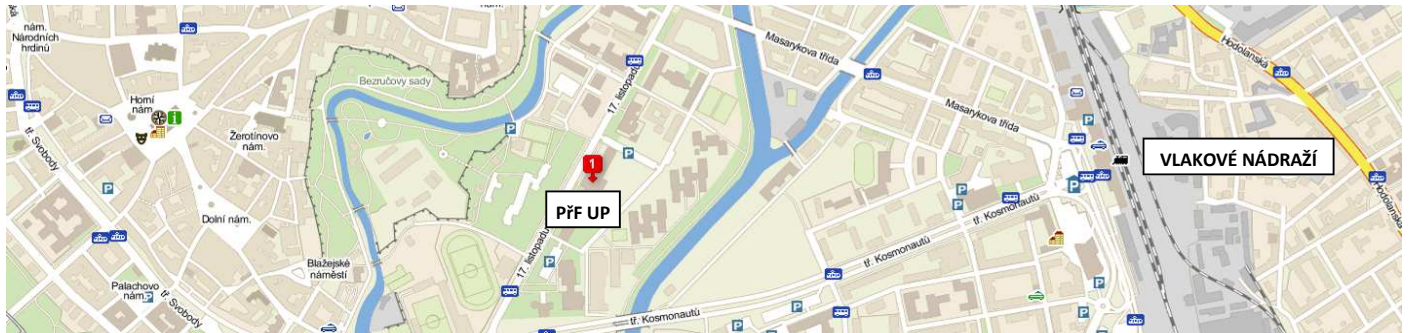 nám.
Národních
hrdinů
tř. Svobody
Horní
nám.
Žerotínovo
nám.
Dolní nám.
Palachovo
nám.
tř. Svobody
Blažejské
náměstí
Bezručovy sady
17. listopadu
1
PřF UP
17. listopadu
Masarykova třída
Masarykova třída
tř. Kosmonautů
tř. Kosmonautů
tř. Kosmonautů
VLAKOVÉ NÁDRAŽÍ
Hodolanská
Hodolanská